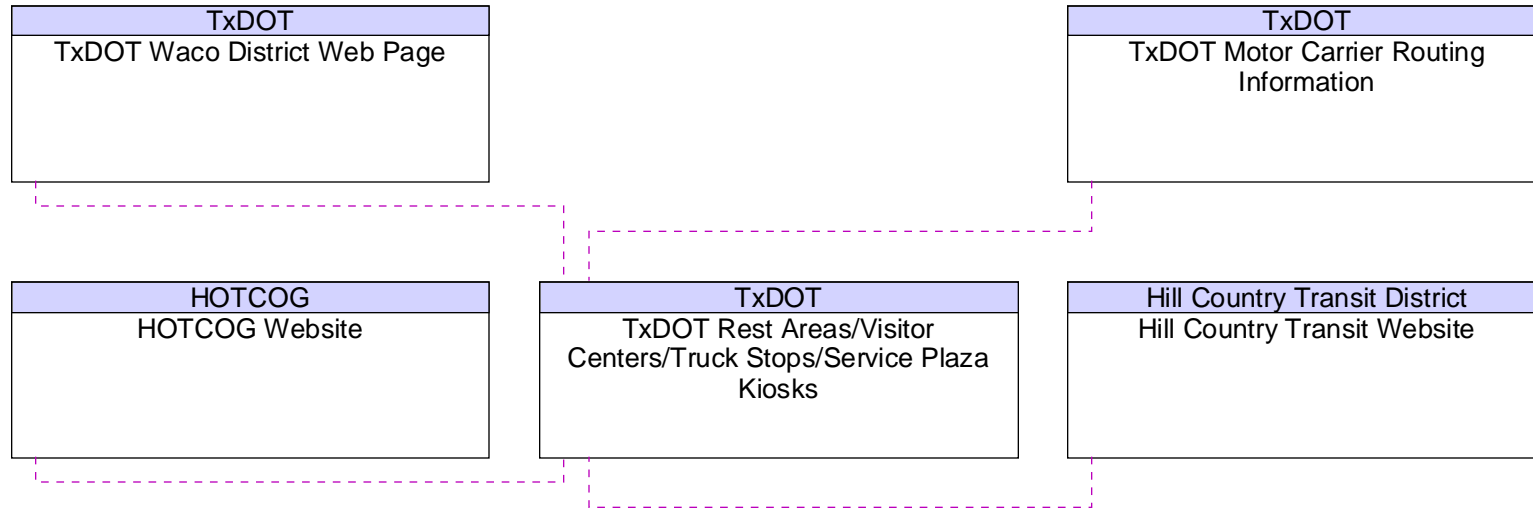 TxDOT
TxDOT Waco District Web Page
TxDOT
TxDOT Motor Carrier Routing
Information
HOTCOG
HOTCOG Website
TxDOT
TxDOT Rest Areas/Visitor
Centers/Truck Stops/Service Plaza
Kiosks
Hill Country Transit District
Hill Country Transit Website